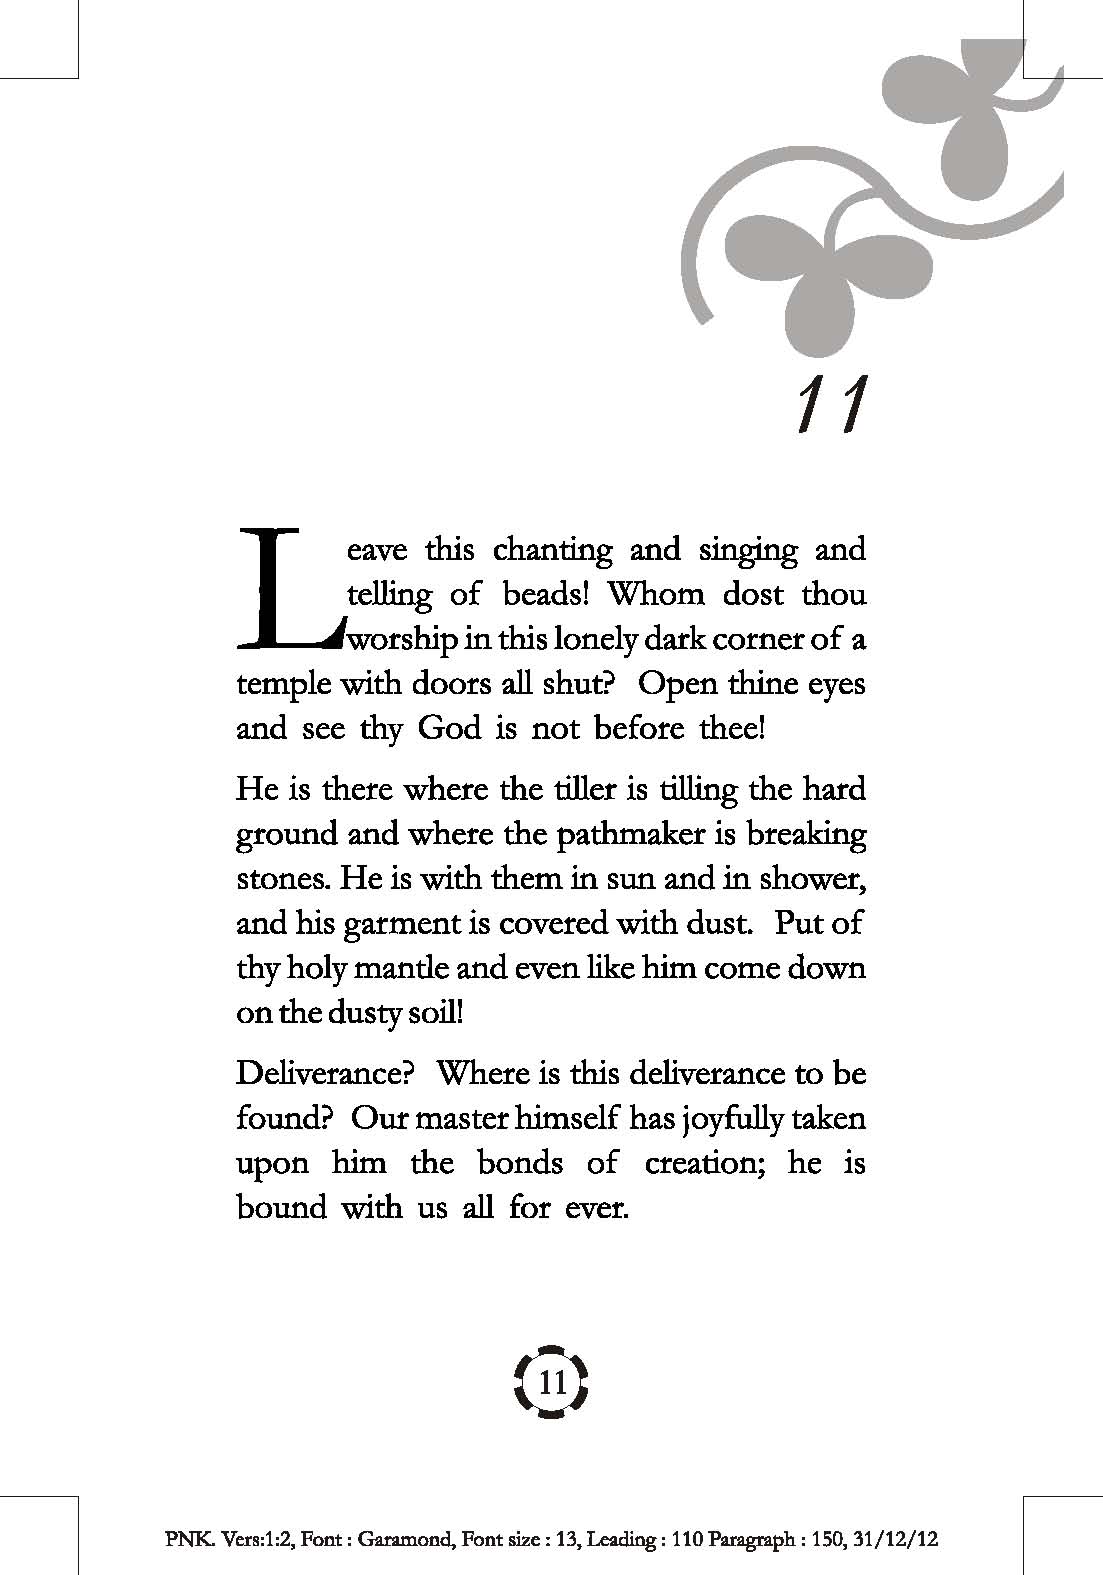 11
Leave this chanting and singing and
telling of beads! Whom dost thou
worship in this lonely dark corner of a
temple with doors all shut? Open thine eyes
and see thy God is not before thee!
He is there where the tiller is tilling the hard
ground and where the pathmaker is breaking
stones. He is with them in sun and in shower,
and his garment is covered with dust. Put of
thy holy mantle and even like him come down
on the dusty soil!
Deliverance? Where is this deliverance to be
found? Our master himself has joyfully taken
upon him the bonds of creation; he is
bound with us all for ever.
11
PNK. Vers:1:2, Font : Garamond, Font size : 13, Leading : 110 Paragraph : 150, 31/12/12